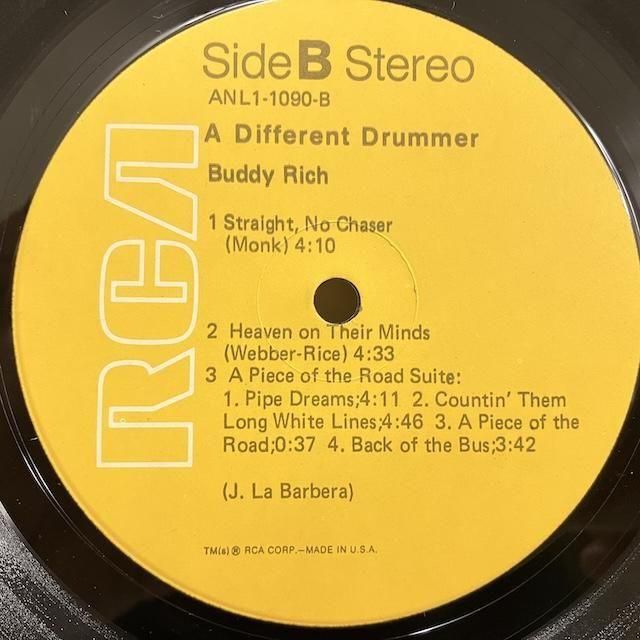 Side B Stereo
ANL1-1090-B
A Different Drummer
Buddy Rich
1 Straight, No Chaser
(Monk) 4:10
2 Heaven on Their Minds
(Webber-Rice) 4:33
3 A Piece of the Road Suite:
1. Pipe Dreams;4:11 2. Countin' Them
Long White Lines;4:46 3. A Piece of the
Road;0:37 4. Back of the Bus;3:42
(J. La Barbera)
TM(s) ® RCA CORP.—MADE IN U.S.A.
RCA